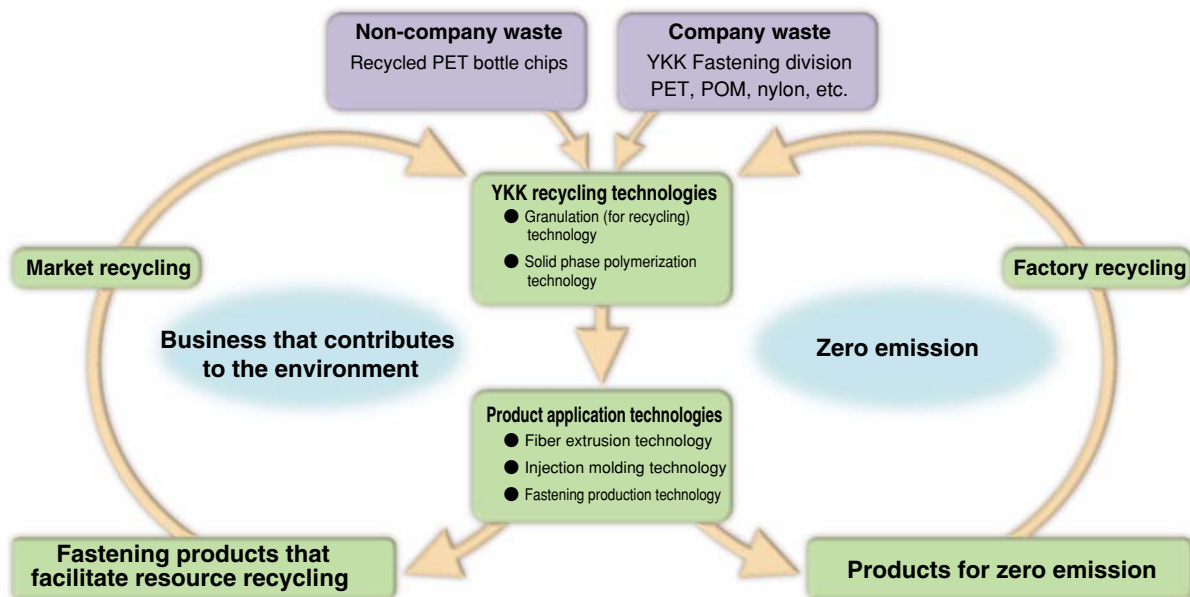 Non-company waste
Recycled PET bottle chips
Company waste
YKK Fastening division
PET, POM, nylon, etc.
YKK recycling technologies
● Granulation (for recycling)
technology
● Solid phase polymerization
technology
Market recycling
Factory recycling
Business that contributes
to the environment
Zero emission
Product application technologies
● Fiber extrusion technology
● Injection molding technology
● Fastening production technology
Fastening products that
facilitate resource recycling
Products for zero emission